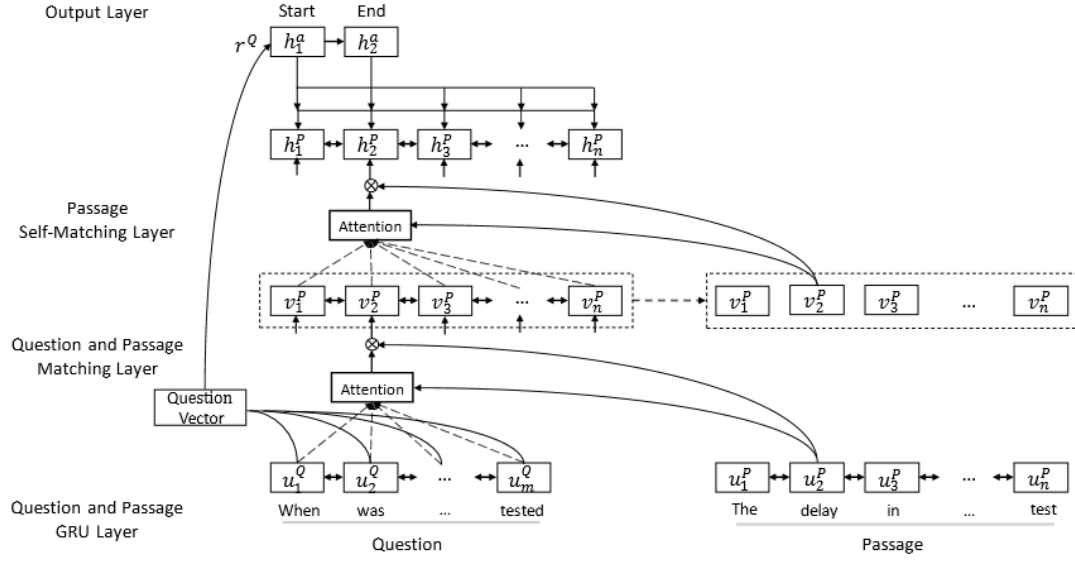 Output Layer
Start End
r^Q
h_1^a h_2^a
h_1^P h_2^P h_3^P ... h_n^P
Passage
Self-Matching Layer
Attention
v_1^P v_2^P v_3^P ... v_n^P
v_1^P v_2^P v_3^P ... v_n^P
Question and Passage
Matching Layer
Attention
Question
Vector
u_1^Q u_2^Q ... u_m^Q
u_1^P u_2^P u_3^P ... u_n^P
Question and Passage
GRU Layer
When was ... tested
The delay in ... test
Question
Passage